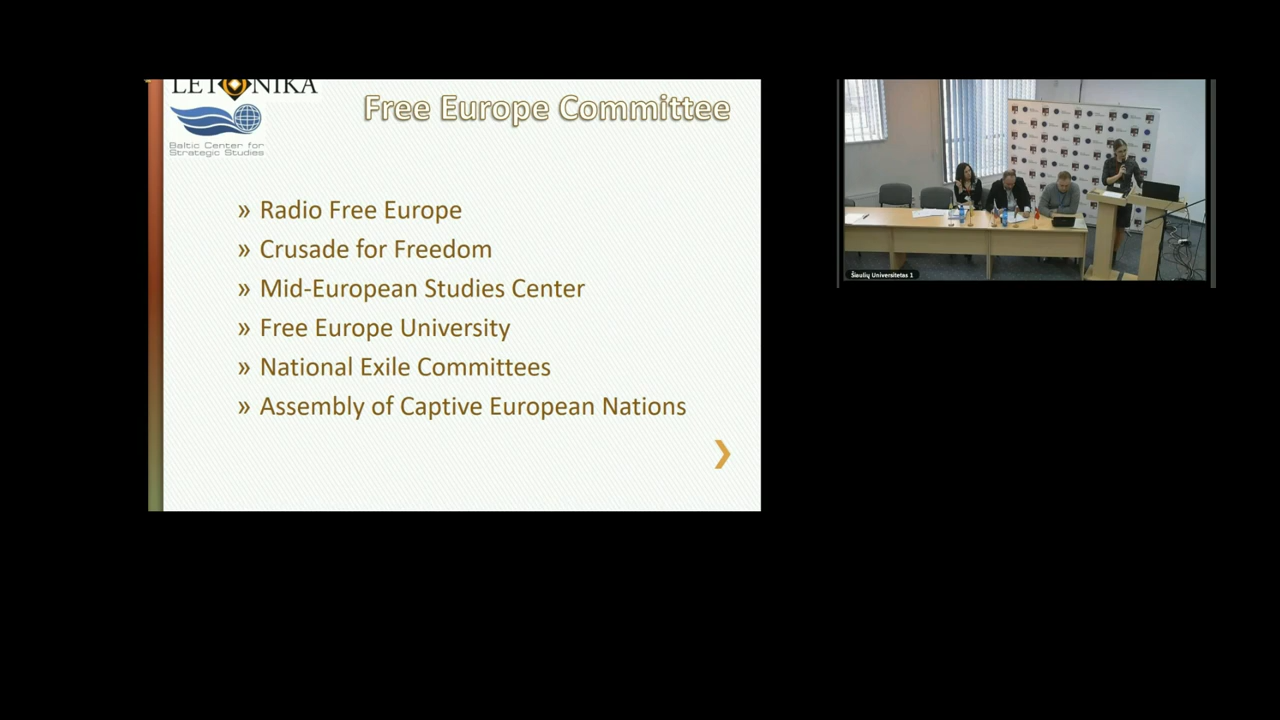 LETONIKA
Free Europe Committee
Baltic Center for
Strategic Studies
» Radio Free Europe
» Crusade for Freedom
» Mid-European Studies Center
» Free Europe University
» National Exile Committees
» Assembly of Captive European Nations
Šiaulių Universitetas 1